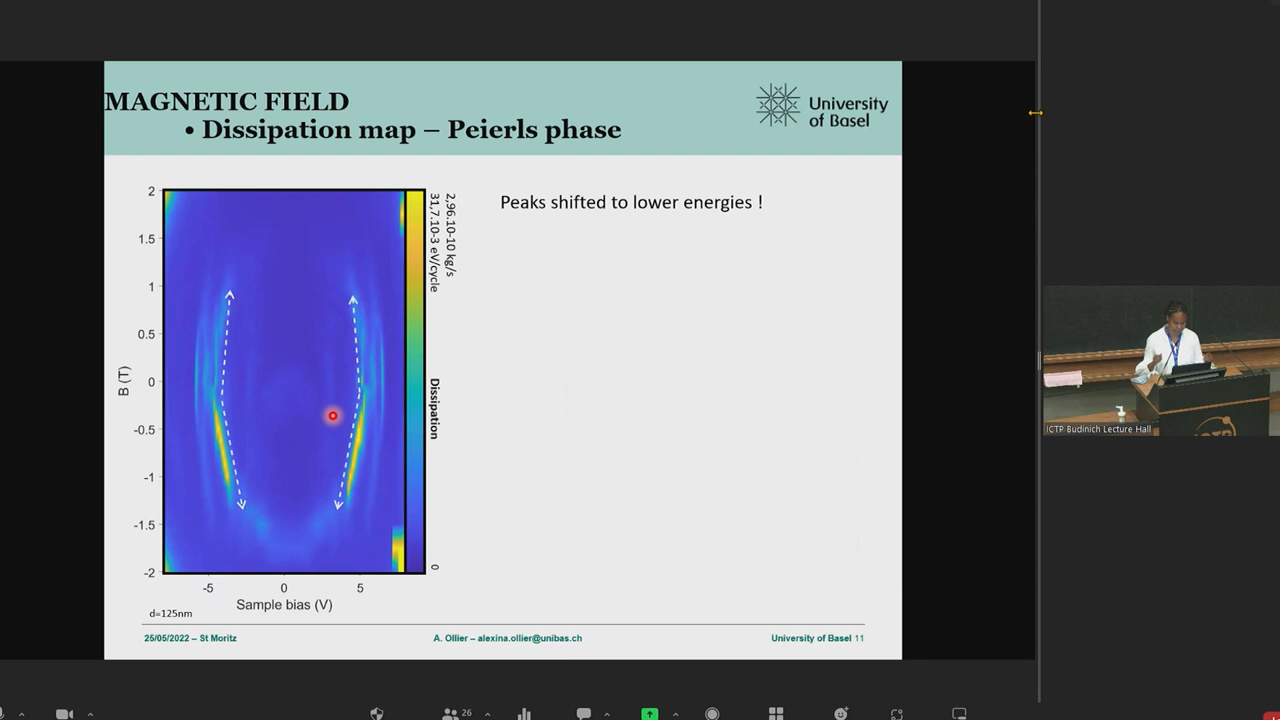 MAGNETIC FIELD
• Dissipation map – Peierls phase
University
of Basel
Peaks shifted to lower energies !
2
1.5
1
0.5
0
-0.5
-1
-1.5
-2
B (T)
-5 0 5
Sample bias (V)
2,96.10-10 kg/s
31,7.10-3 eV/cycle
Dissipation
0
d=125nm
25/05/2022 – St Moritz
A. Ollier – alexina.ollier@unibas.ch
University of Basel 11
ICTP Budinich Lecture Hall
26